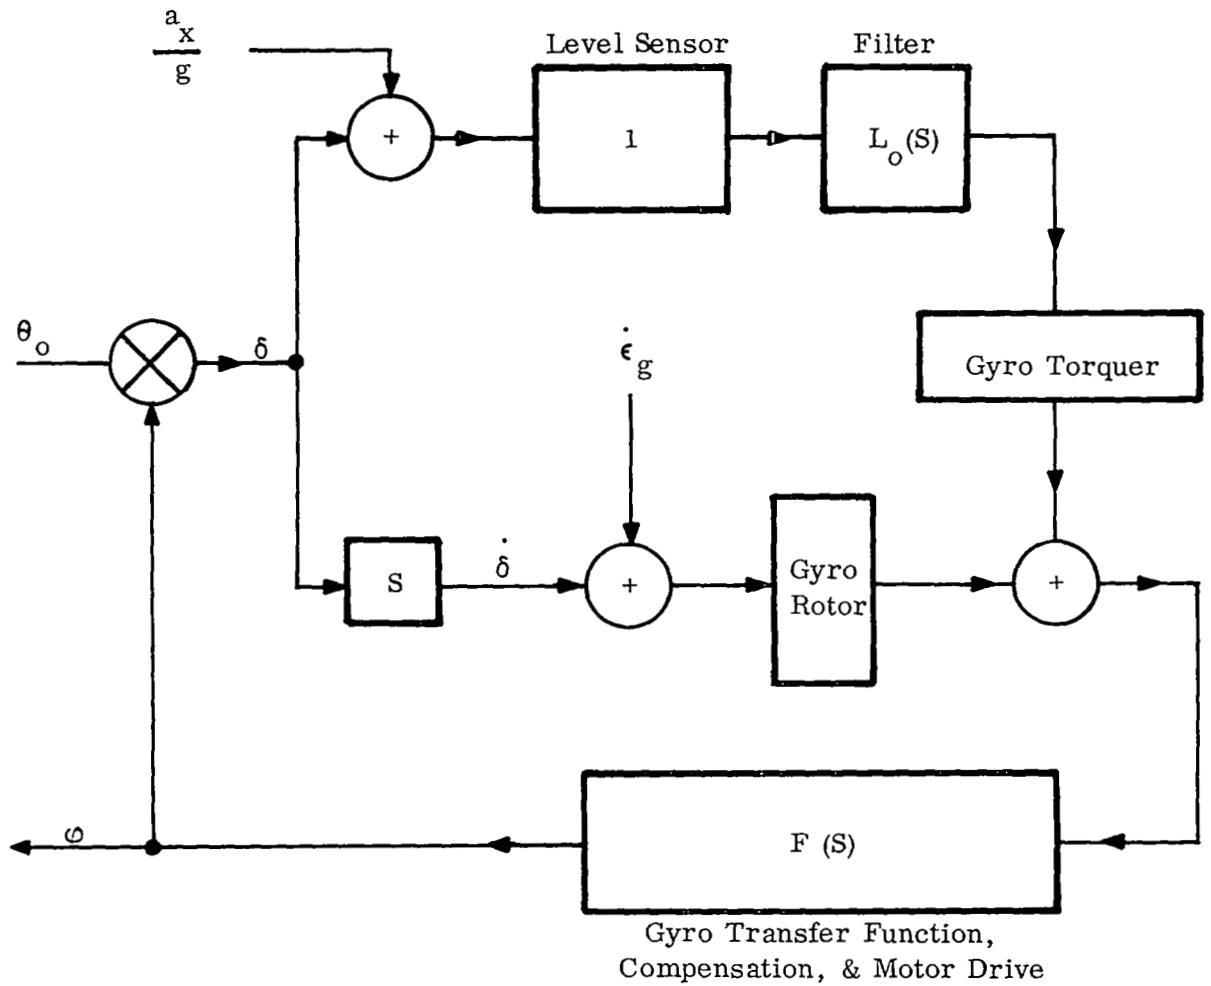 a
x
g
Level Sensor
Filter
+
1
L
o
(S)
θ
o
δ
ε̇
g
Gyro Torquer
S
δ̇
+
Gyro
Rotor
+
F (S)
φ
Gyro Transfer Function,
Compensation, & Motor Drive